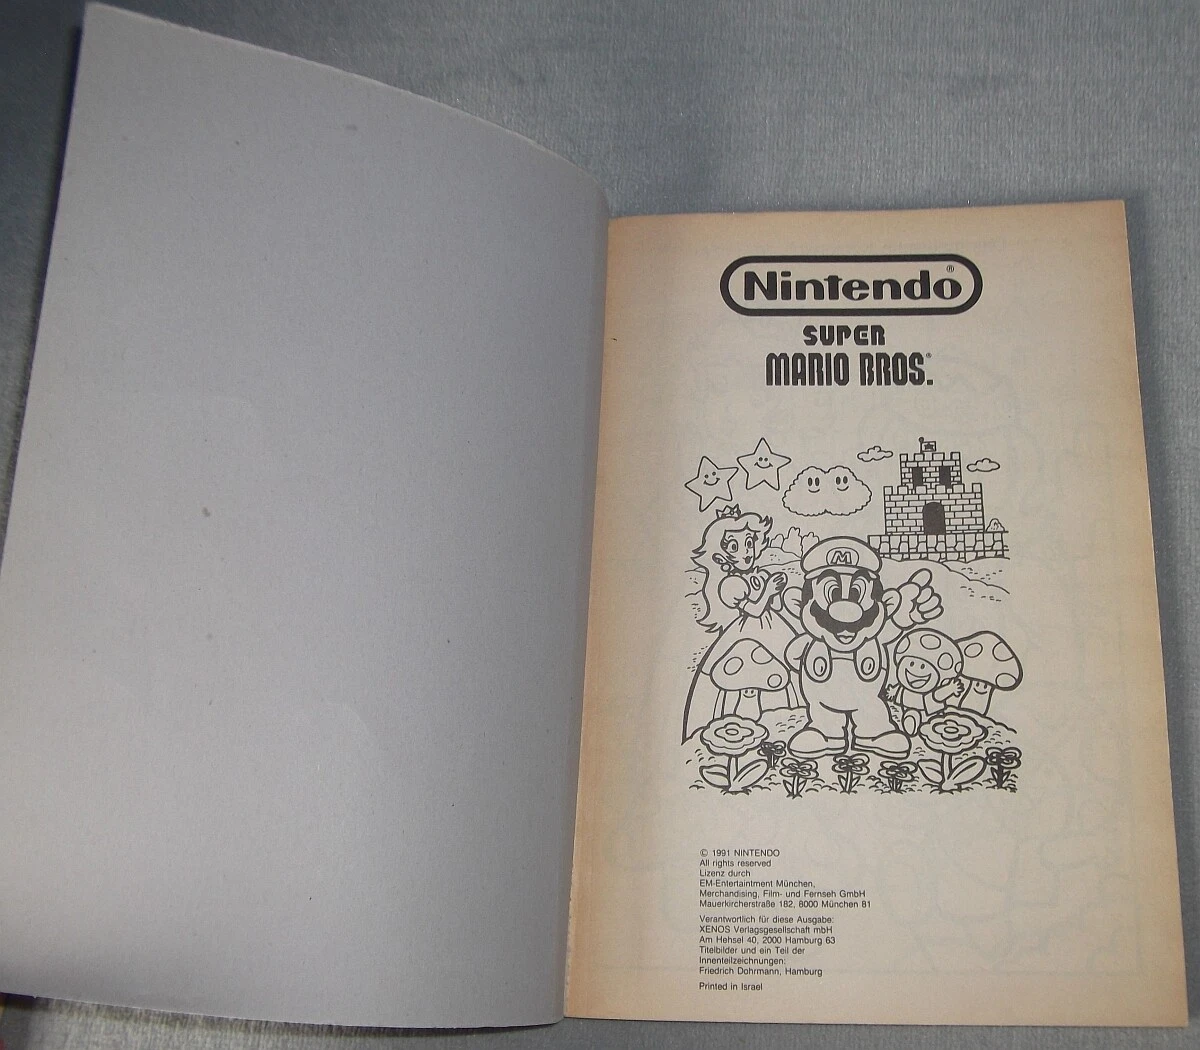 Nintendo®
SUPER
MARIO BROS.®
M
© 1991 NINTENDO
All rights reserved
Lizenz durch
EM-Entertaintment München,
Merchandising, Film- und Fernseh GmbH
Mauerkircherstraße 182, 8000 München 81
Verantwortlich für diese Ausgabe:
XENOS Verlagsgesellschaft mbH
Am Hehsel 40, 2000 Hamburg 63
Titelbilder und ein Teil der
Innenteilzeichnungen:
Friedrich Dohrmann, Hamburg
Printed in Israel